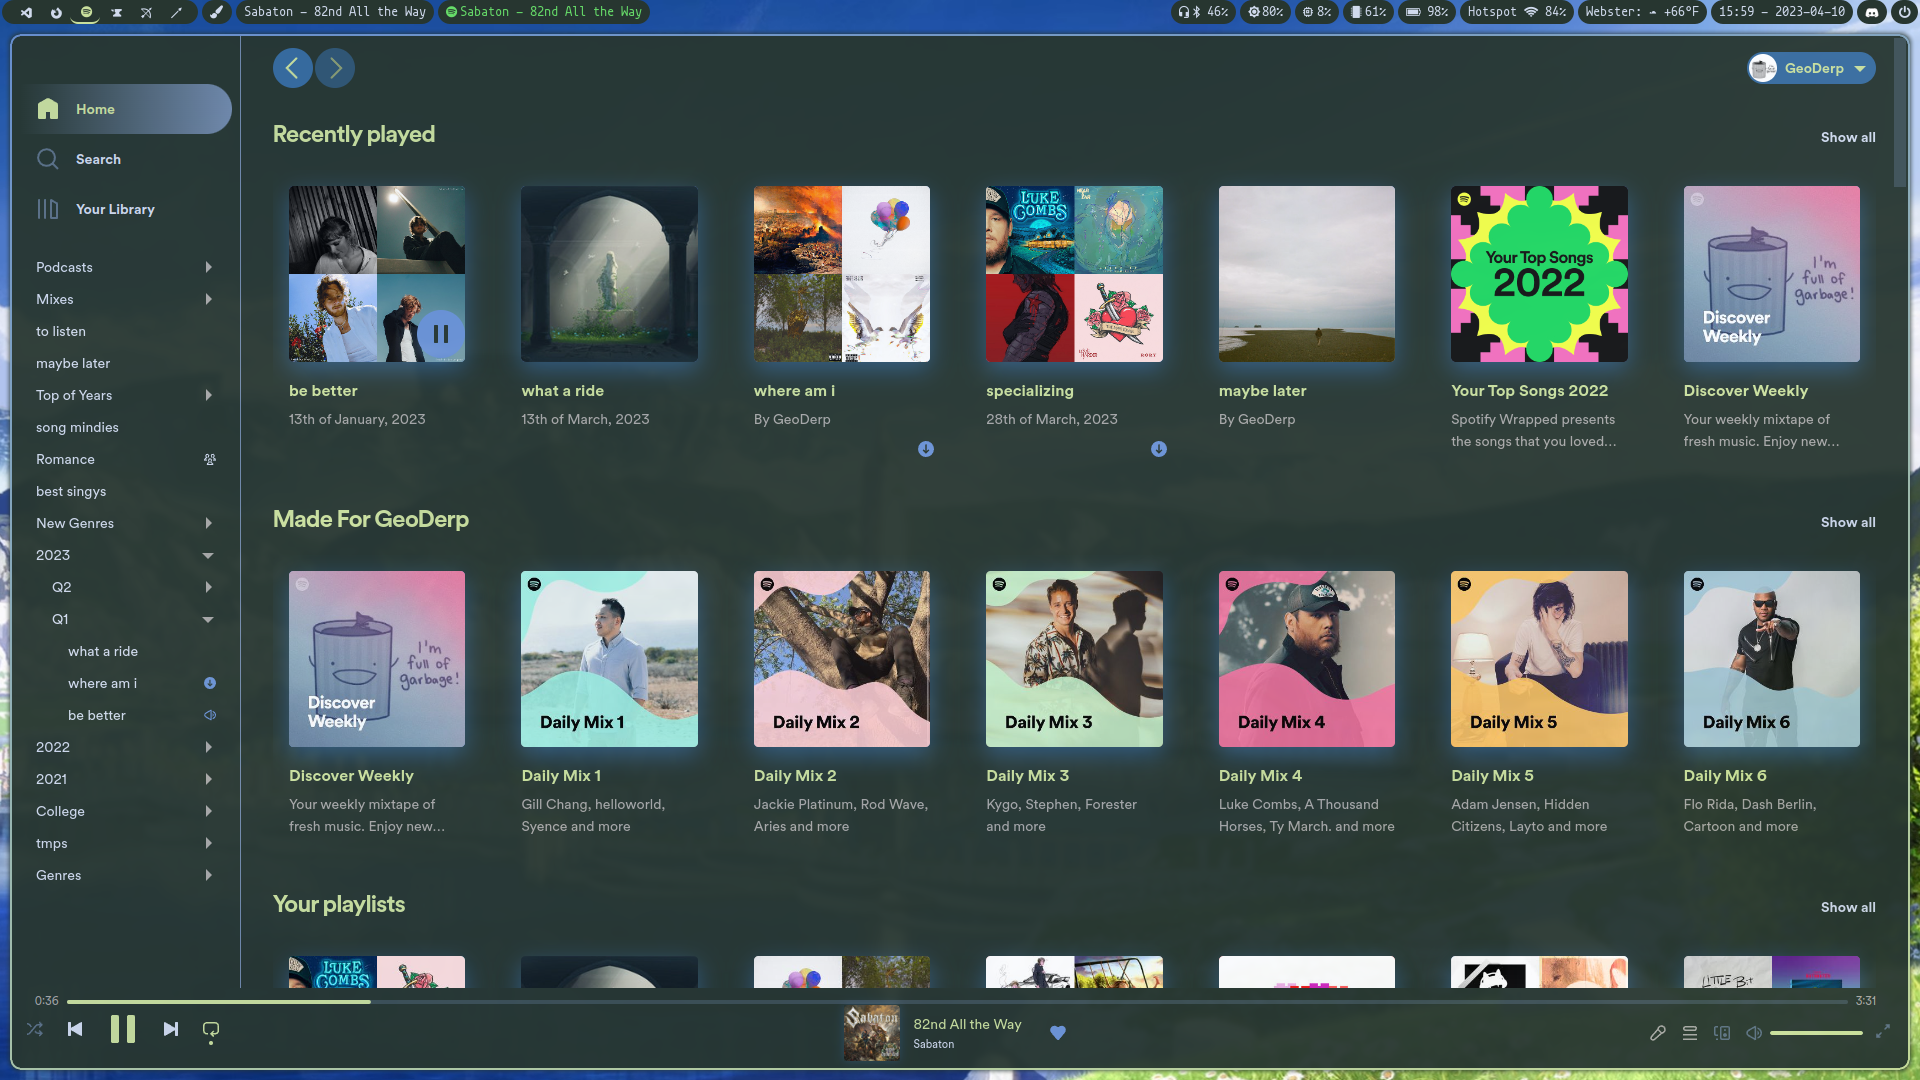 Sabaton - 82nd All the Way
Sabaton - 82nd All the Way
46%
80%
8%
61%
98%
Hotspot 84%
Webster: +66°F
15:59 - 2023-04-10
GeoDerp
Home
Search
Your Library
Podcasts
Mixes
to listen
maybe later
Top of Years
song mindies
Romance
best singys
New Genres
2023
Q2
Q1
what a ride
where am i
be better
2022
2021
College
tmps
Genres
Recently played
Show all
LUKE COMBS
Your Top Songs
2022
I'm full of garbage!
Discover
Weekly
be better
13th of January, 2023
what a ride
13th of March, 2023
where am i
By GeoDerp
specializing
28th of March, 2023
maybe later
By GeoDerp
Your Top Songs 2022
Spotify Wrapped presents
the songs that you loved...
Discover Weekly
Your weekly mixtape of
fresh music. Enjoy new...
Made For GeoDerp
Show all
I'm full of garbage!
Discover
Weekly
Daily Mix 1
Daily Mix 2
Daily Mix 3
Daily Mix 4
Daily Mix 5
Daily Mix 6
Discover Weekly
Your weekly mixtape of
fresh music. Enjoy new...
Daily Mix 1
Gill Chang, helloworld,
Syence and more
Daily Mix 2
Jackie Platinum, Rod Wave,
Aries and more
Daily Mix 3
Kygo, Stephen, Forester
and more
Daily Mix 4
Luke Combs, A Thousand
Horses, Ty March. and more
Daily Mix 5
Adam Jensen, Hidden
Citizens, Layto and more
Daily Mix 6
Flo Rida, Dash Berlin,
Cartoon and more
Your playlists
Show all
LUKE COMBS
LITTLE BIT
0:36
3:31
Sabaton
82nd All the Way
Sabaton